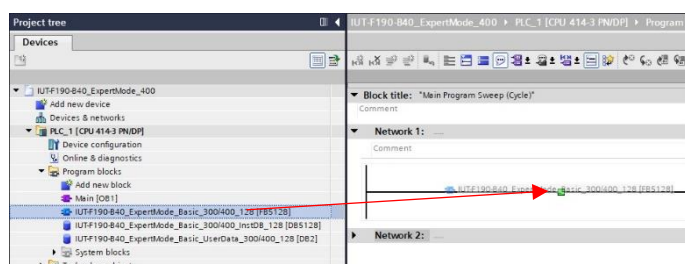 Project tree
IUT-F190-B40_ExpertMode_400 ▸ PLC_1 [CPU 414-3 PN/DP] ▸ Program
Devices
IUT-F190-B40_ExpertMode_400
Add new device
Devices & networks
PLC_1 [CPU 414-3 PN/DP]
Device configuration
Online & diagnostics
Program blocks
Add new block
Main [OB1]
IUT-F190-B40_ExpertMode_Basic_300/400_128 [FB5128]
IUT-F190-B40_ExpertMode_Basic_300/400_InstDB_128 [DB5128]
IUT-F190-B40_ExpertMode_Basic_UserData_300/400_128 [DB2]
System blocks
Block title: "Main Program Sweep (Cycle)"
Comment
Network 1: ....
Comment
IUT-F190-B40_ExpertMode_Basic_300/400_128 [FB5128]
Network 2: ....